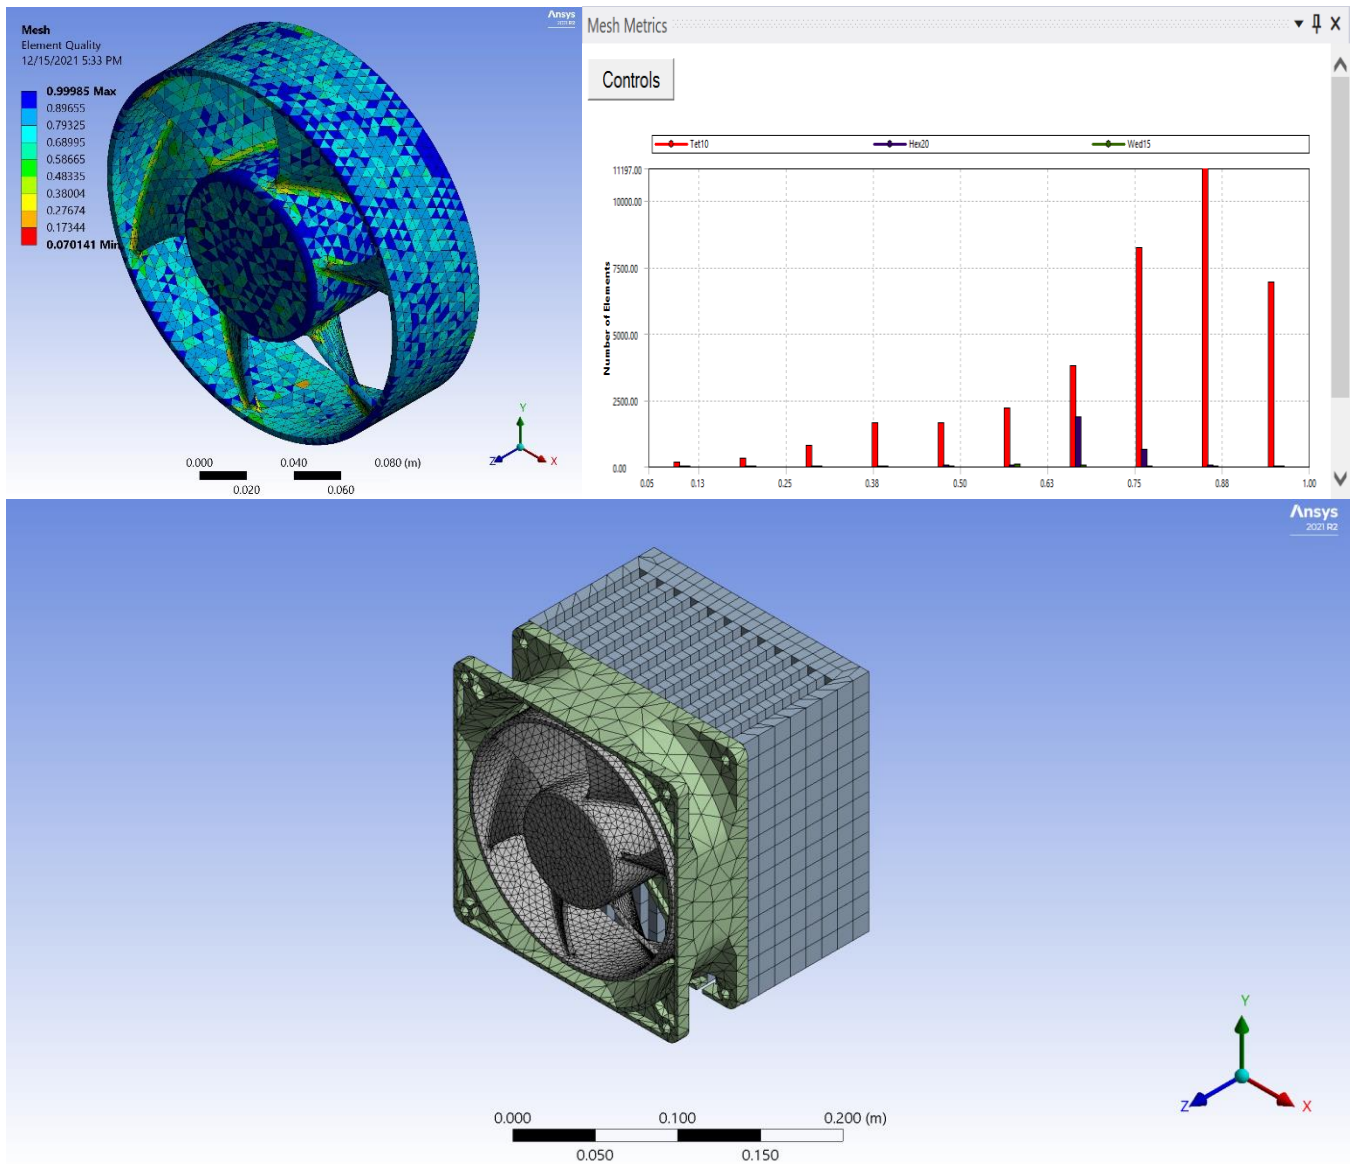 Mesh
Element Quality
12/15/2021 5:33 PM
0.99985 Max
0.89655
0.79325
0.68995
0.58665
0.48335
0.38004
0.27674
0.17344
0.070141 Min
Ansys
2021 R2
Y
Z
X
0.000 0.040 0.080 (m)
0.020 0.060
Mesh Metrics
Controls
Tet10 Hex20 Wed15
Number of Elements
11197.00
10000.00
7500.00
5000.00
2500.00
0.00
0.05 0.13 0.25 0.38 0.50 0.63 0.75 0.88 1.00
Ansys
2021 R2
Y
Z
X
0.000 0.100 0.200 (m)
0.050 0.150